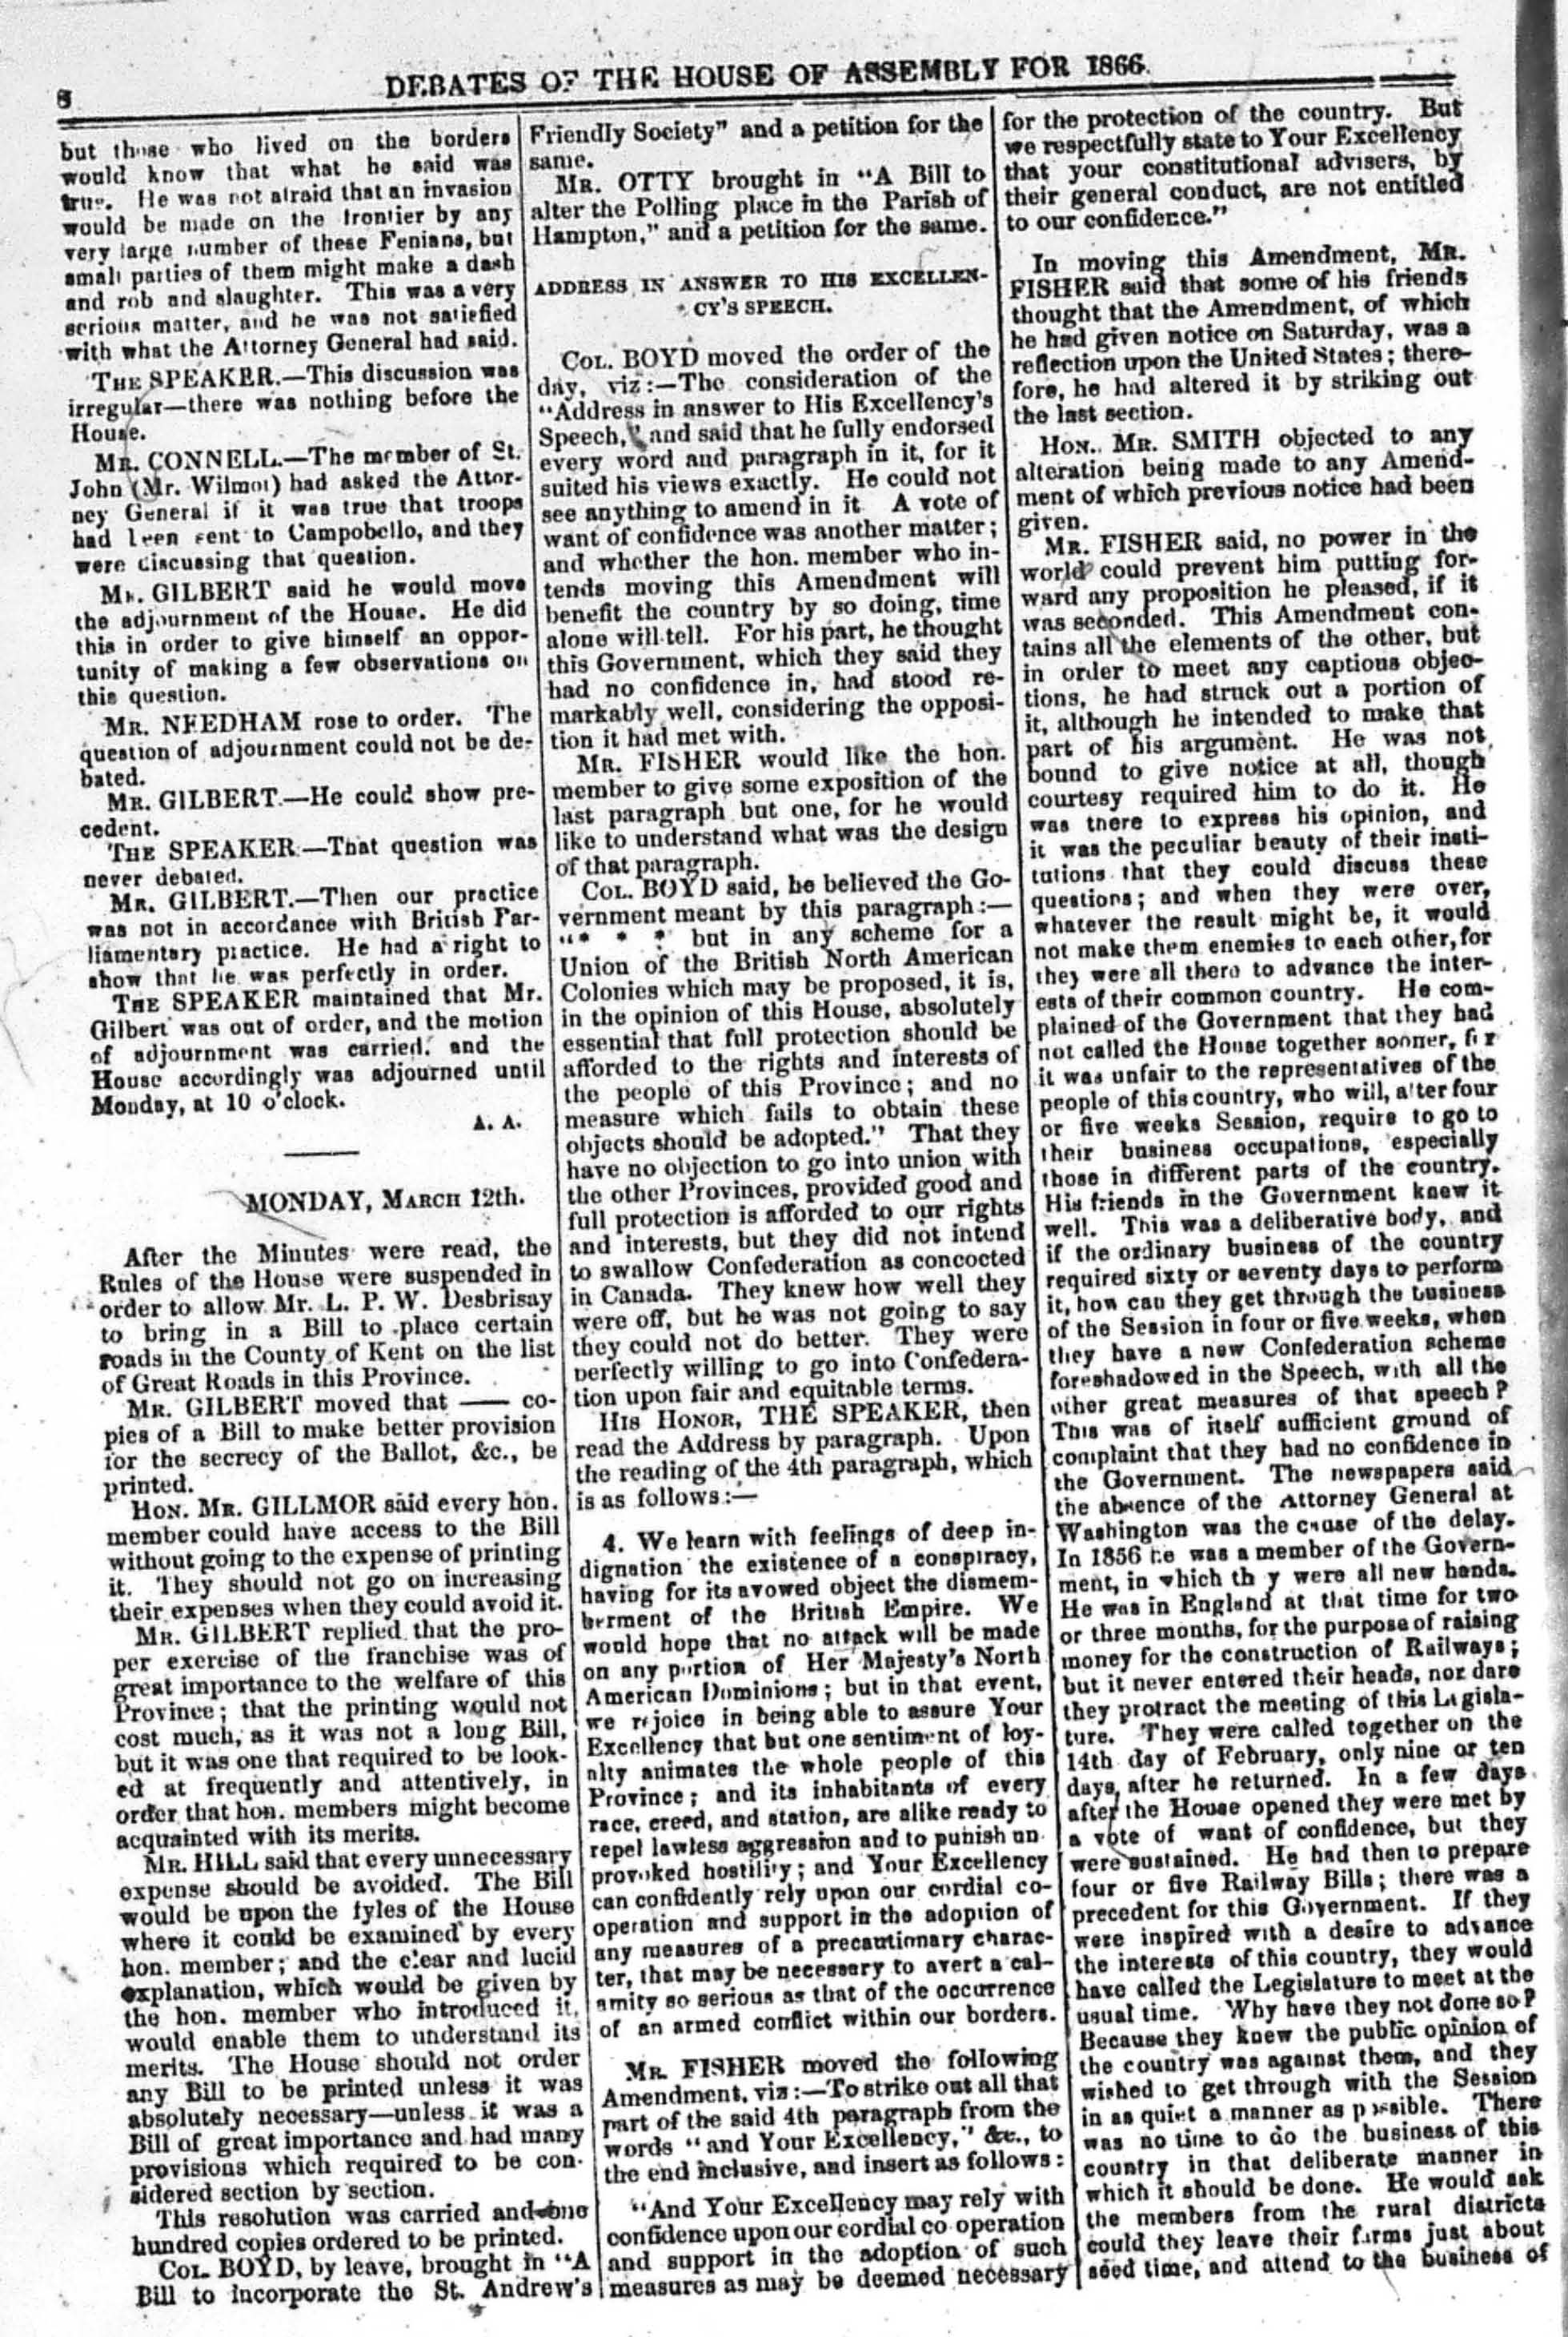 8
DEBATES OF THE HOUSE OF ASSEMBLY FOR 1866.
but those who lived on the borders
would know that what he said was
true. He was not afraid that an invasion
would be made on the frontier by any
very large number of these Fenians, but
small parties of them might make a dash
and rob and slaughter. This was a very
serious matter, and he was not satisfied
with what the Attorney General had said.
THE SPEAKER.—This discussion was
irregular—there was nothing before the
House.
MR. CONNELL.—The member of St.
John (Mr. Wilmot) had asked the Attor-
ney General if it was true that troops
had been sent to Campobello, and they
were discussing that question.
MR. GILBERT said he would move
the adjournment of the House. He did
this in order to give himself an oppor-
tunity of making a few observations on
this question.
MR. NEEDHAM rose to order. The
question of adjournment could not be de-
bated.
MR. GILBERT.—He could show pre-
cedent.
THE SPEAKER.—That question was
never debated.
MR. GILBERT.—Then our practice
was not in accordance with British Par-
liamentary practice. He had a right to
show that he was perfectly in order.
THE SPEAKER maintained that Mr.
Gilbert was out of order, and the motion
of adjournment was carried, and the
House accordingly was adjourned until
Monday, at 10 o'clock.
A. A.
MONDAY, MARCH 12th.
After the Minutes were read, the
Rules of the House were suspended in
order to allow Mr. L. P. W. Desbrisay
to bring in a Bill to place certain
roads in the County of Kent on the list
of Great Roads in this Province.
MR. GILBERT moved that —— co-
pies of a Bill to make better provision
for the secrecy of the Ballot, &c., be
printed.
HON. MR. GILLMOR said every hon.
member could have access to the Bill
without going to the expense of printing
it. They should not go on increasing
their expenses when they could avoid it.
MR. GILBERT replied that the pro-
per exercise of the franchise was of
great importance to the welfare of this
Province; that the printing would not
cost much, as it was not a long Bill,
but it was one that required to be look-
ed at frequently and attentively, in
order that hon. members might become
acquainted with its merits.
MR. HILL said that every unnecessary
expense should be avoided. The Bill
would be upon the fyles of the House
where it could be examined by every
hon. member; and the clear and lucid
explanation, which would be given by
the hon. member who introduced it,
would enable them to understand its
merits. The House should not order
any Bill to be printed unless it was
absolutely necessary—unless it was a
Bill of great importance and had many
provisions which required to be con-
sidered section by section.
This resolution was carried and one
hundred copies ordered to be printed.
COL. BOYD, by leave, brought in "A
Bill to incorporate the St. Andrew's
Friendly Society" and a petition for the
same.
MR. OTTY brought in "A Bill to
alter the Polling place in the Parish of
Hampton," and a petition for the same.
ADDRESS IN ANSWER TO HIS EXCELLEN-
CY'S SPEECH.
COL. BOYD moved the order of the
day, viz:—The consideration of the
"Address in answer to His Excellency's
Speech," and said that he fully endorsed
every word and paragraph in it, for it
suited his views exactly. He could not
see anything to amend in it. A vote of
want of confidence was another matter;
and whether the hon. member who in-
tends moving this Amendment will
benefit the country by so doing, time
alone will tell. For his part, he thought
this Government, which they said they
had no confidence in, had stood re-
markably well, considering the opposi-
tion it had met with.
MR. FISHER would like the hon.
member to give some exposition of the
last paragraph but one, for he would
like to understand what was the design
of that paragraph.
COL. BOYD said, he believed the Go-
vernment meant by this paragraph:—
"* * * but in any scheme for a
Union of the British North American
Colonies which may be proposed, it is,
in the opinion of this House, absolutely
essential that full protection should be
afforded to the rights and interests of
the people of this Province; and no
measure which fails to obtain these
objects should be adopted." That they
have no objection to go into union with
the other Provinces, provided good and
full protection is afforded to our rights
and interests, but they did not intend
to swallow Confederation as concocted
in Canada. They knew how well they
were off, but he was not going to say
they could not do better. They were
perfectly willing to go into Confedera-
tion upon fair and equitable terms.
HIS HONOR, THE SPEAKER, then
read the Address by paragraph. Upon
the reading of the 4th paragraph, which
is as follows:—
4. We learn with feelings of deep in-
dignation the existence of a conspiracy,
having for its avowed object the dismem-
berment of the British Empire. We
would hope that no attack will be made
on any portion of Her Majesty's North
American Dominions; but in that event,
we rejoice in being able to assure Your
Excellency that but one sentiment of loy-
alty animates the whole people of this
Province; and its inhabitants of every
race, creed, and station, are alike ready to
repel lawless aggression and to punish un-
provoked hostility; and Your Excellency
can confidently rely upon our cordial co-
operation and support in the adoption of
any measures of a precautionary charac-
ter, that may be necessary to avert a cal-
amity so serious as that of the occurrence
of an armed conflict within our borders.
MR. FISHER moved the following
Amendment, viz:—To strike out all that
part of the said 4th paragraph from the
words "and Your Excellency," &c., to
the end inclusive, and insert as follows:
"And Your Excellency may rely with
confidence upon our cordial co-operation
and support in the adoption of such
measures as may be deemed necessary
for the protection of the country. But
we respectfully state to Your Excellency
that your constitutional advisers, by
their general conduct, are not entitled
to our confidence."
In moving this Amendment, MR.
FISHER said that some of his friends
thought that the Amendment, of which
he had given notice on Saturday, was a
reflection upon the United States; there-
fore, he had altered it by striking out
the last section.
HON. MR. SMITH objected to any
alteration being made to any Amend-
ment of which previous notice had been
given.
MR. FISHER said, no power in the
world could prevent him putting for-
ward any proposition he pleased, if it
was seconded. This Amendment con-
tains all the elements of the other, but
in order to meet any captious objec-
tions, he had struck out a portion of
it, although he intended to make that
part of his argument. He was not
bound to give notice at all, though
courtesy required him to do it. He
was there to express his opinion, and
it was the peculiar beauty of their insti-
tutions that they could discuss these
questions; and when they were over,
whatever the result might be, it would
not make them enemies to each other, for
they were all there to advance the inter-
ests of their common country. He com-
plained of the Government that they had
not called the House together sooner, for
it was unfair to the representatives of the
people of this country, who will, after four
or five weeks Session, require to go to
their business occupations, especially
those in different parts of the country.
His friends in the Government knew it
well. This was a deliberative body, and
if the ordinary business of the country
required sixty or seventy days to perform
it, how can they get through the business
of the Session in four or five weeks, when
they have a new Confederation scheme
foreshadowed in the Speech, with all the
other great measures of that speech?
This was of itself sufficient ground of
complaint that they had no confidence in
the Government. The newspapers said
the absence of the Attorney General at
Washington was the cause of the delay.
In 1856 he was a member of the Govern-
ment, in which they were all new hands.
He was in England at that time for two
or three months, for the purpose of raising
money for the construction of Railways;
but it never entered their heads, nor dare
they protract the meeting of this Legisla-
ture. They were called together on the
14th day of February, only nine or ten
days after he returned. In a few days
after the House opened they were met by
a vote of want of confidence, but they
were sustained. He had then to prepare
four or five Railway Bills; there was a
precedent for this Government. If they
were inspired with a desire to advance
the interests of this country, they would
have called the Legislature to meet at the
usual time. Why have they not done so?
Because they knew the public opinion of
the country was against them, and they
wished to get through with the Session
in as quiet a manner as possible. There
was no time to do the business of this
country in that deliberate manner in
which it should be done. He would ask
the members from the rural districts
could they leave their farms just about
seed time, and attend to the business of